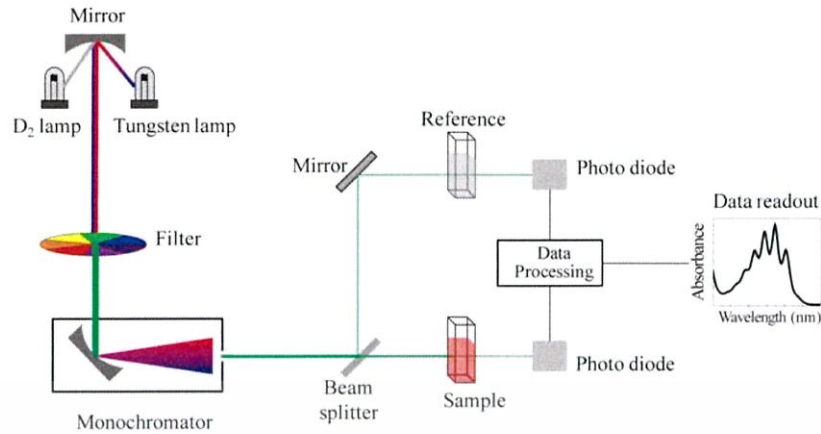 Mirror
D₂ lamp
Tungsten lamp
Filter
Monochromator
Mirror
Beam
splitter
Reference
Sample
Photo diode
Data
Processing
Photo diode
Data readout
Absorbance
Wavelength (nm)